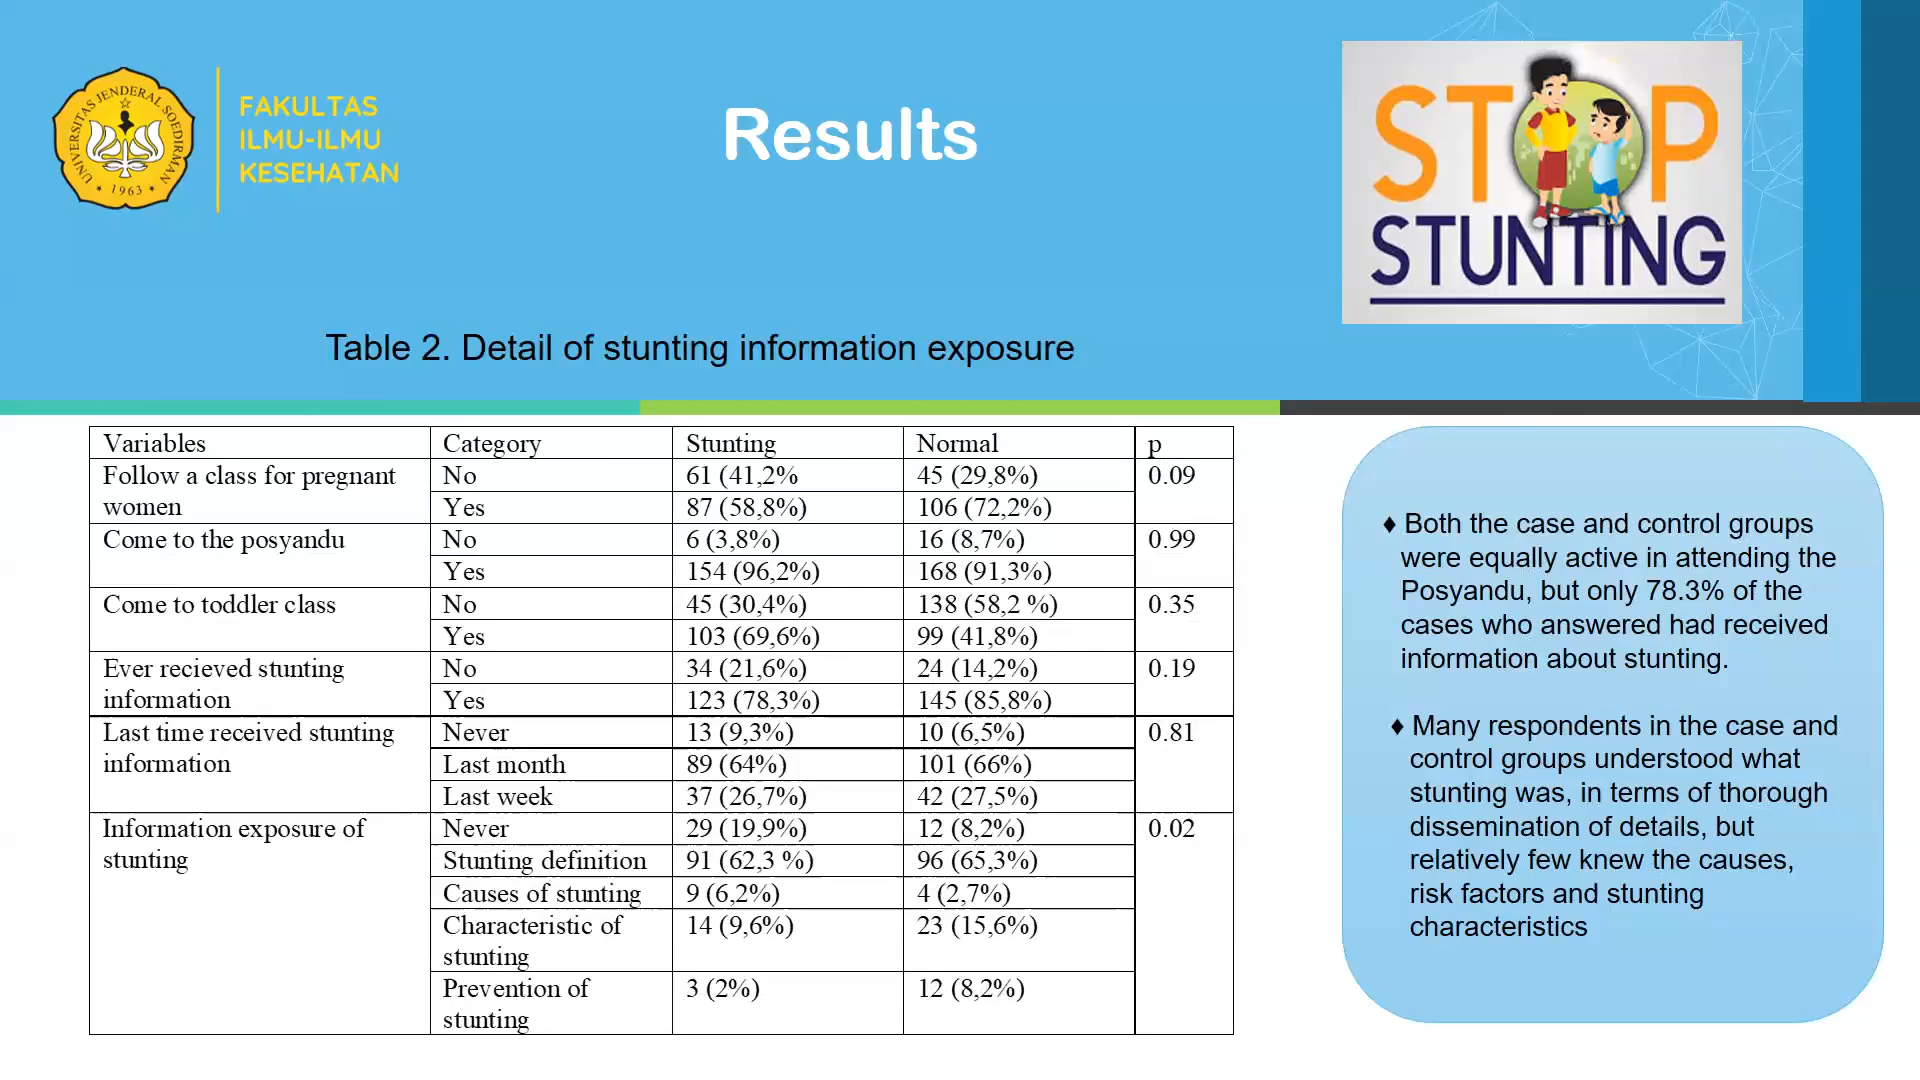 UNIVERSITAS JENDERAL SOEDIRMAN
1963
FAKULTAS
ILMU-ILMU
KESEHATAN
Results
STOP
STUNTING
Table 2. Detail of stunting information exposure
Variables Category Stunting Normal p
Follow a class for pregnant women No 61 (41,2% 45 (29,8%) 0.09
Yes 87 (58,8%) 106 (72,2%)
Come to the posyandu No 6 (3,8%) 16 (8,7%) 0.99
Yes 154 (96,2%) 168 (91,3%)
Come to toddler class No 45 (30,4%) 138 (58,2 %) 0.35
Yes 103 (69,6%) 99 (41,8%)
Ever recieved stunting information No 34 (21,6%) 24 (14,2%) 0.19
Yes 123 (78,3%) 145 (85,8%)
Last time received stunting information Never 13 (9,3%) 10 (6,5%) 0.81
Last month 89 (64%) 101 (66%)
Last week 37 (26,7%) 42 (27,5%)
Information exposure of stunting Never 29 (19,9%) 12 (8,2%) 0.02
Stunting definition 91 (62,3 %) 96 (65,3%)
Causes of stunting 9 (6,2%) 4 (2,7%)
Characteristic of stunting 14 (9,6%) 23 (15,6%)
Prevention of stunting 3 (2%) 12 (8,2%)
♦ Both the case and control groups
were equally active in attending the
Posyandu, but only 78.3% of the
cases who answered had received
information about stunting.
♦ Many respondents in the case and
control groups understood what
stunting was, in terms of thorough
dissemination of details, but
relatively few knew the causes,
risk factors and stunting
characteristics